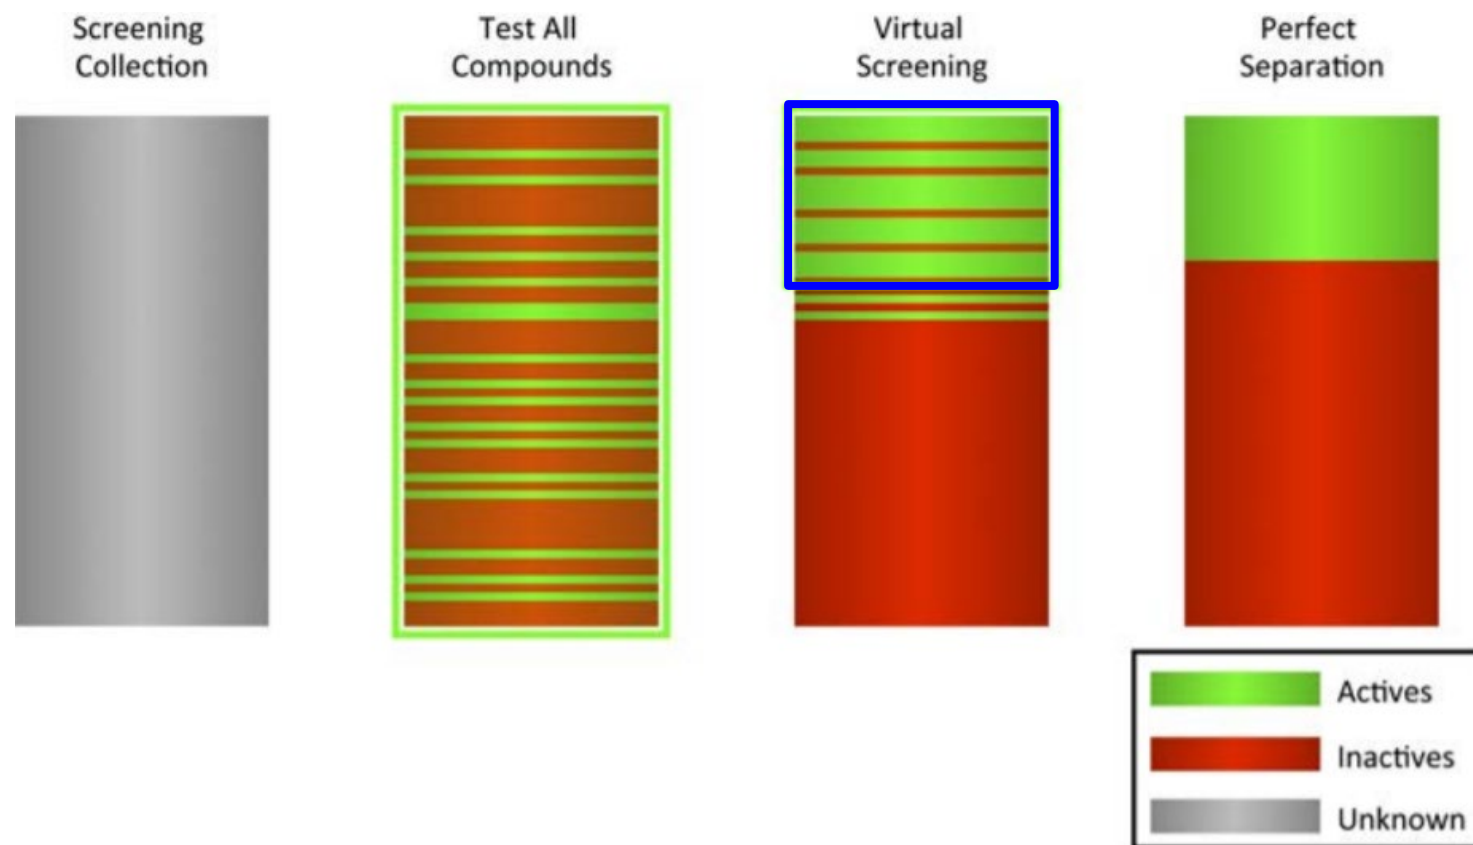 Screening
Collection
Test All
Compounds
Virtual
Screening
Perfect
Separation
Actives
Inactives
Unknown